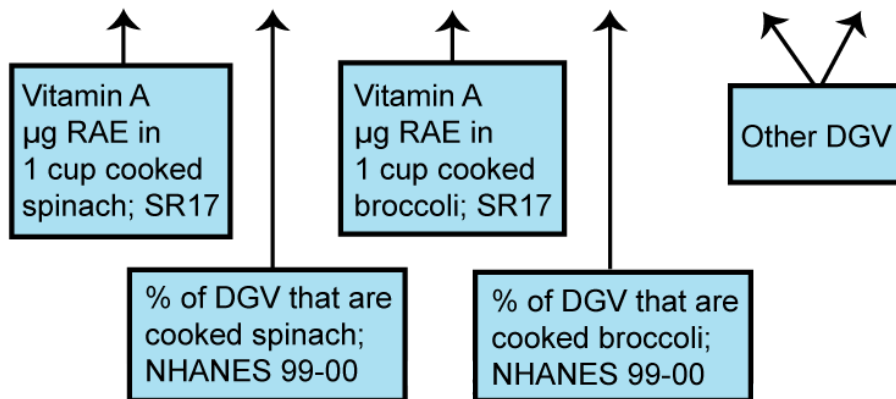 Vitamin A
µg RAE in
1 cup cooked
spinach; SR17
Vitamin A
µg RAE in
1 cup cooked
broccoli; SR17
Other DGV
% of DGV that are
cooked spinach;
NHANES 99-00
% of DGV that are
cooked broccoli;
NHANES 99-00